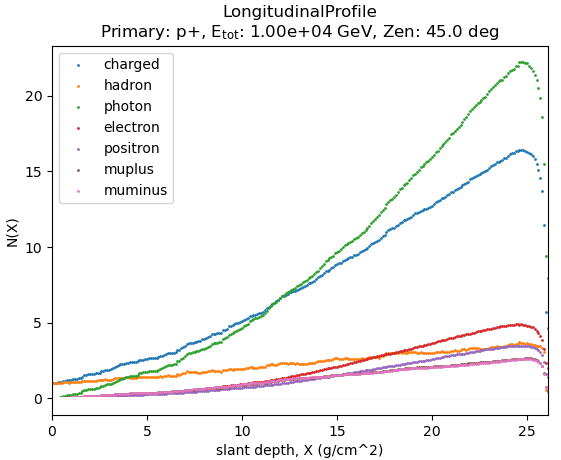 LongitudinalProfile
Primary: p+, E_tot: 1.00e+04 GeV, Zen: 45.0 deg
charged
hadron
photon
electron
positron
muplus
muminus
N(X)
20
15
10
5
0
0 5 10 15 20 25
slant depth, X (g/cm^2)